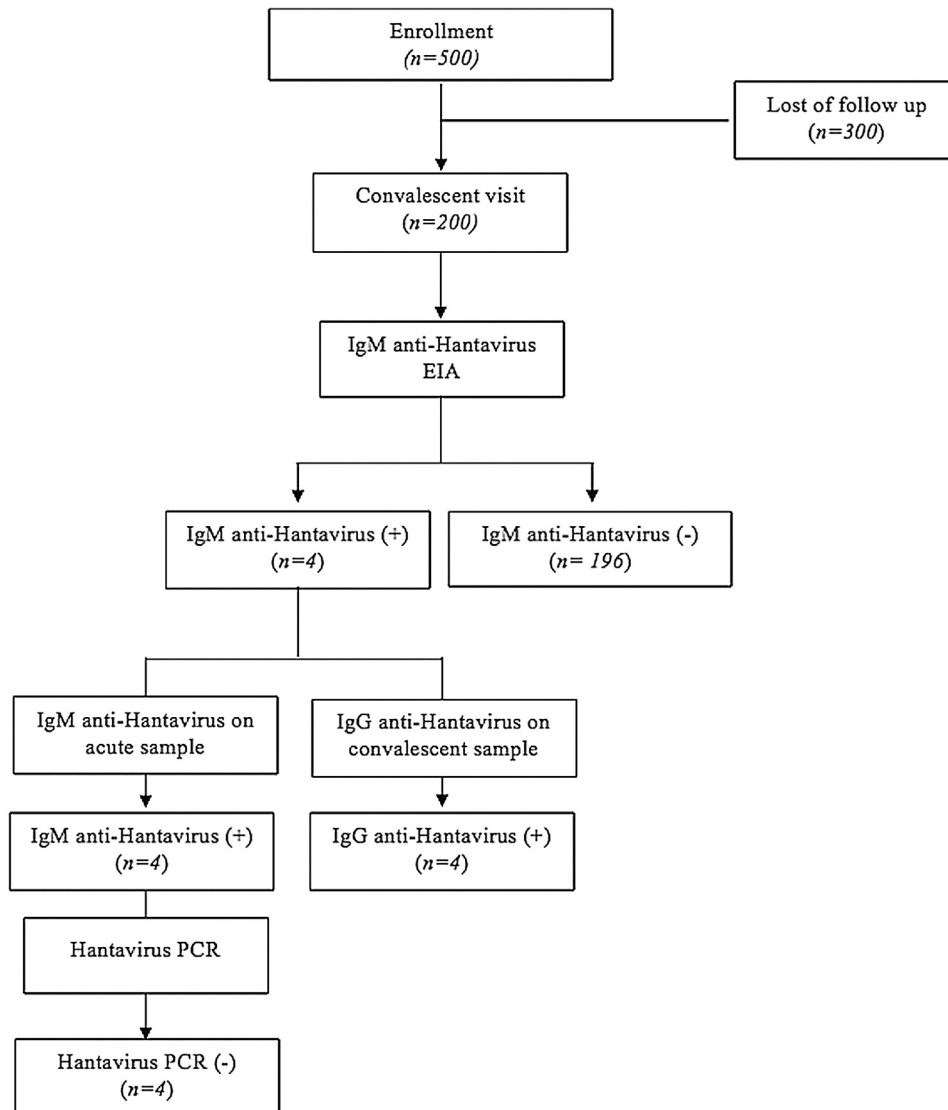 Enrollment
(n=500)
Lost of follow up
(n=300)
Convalescent visit
(n=200)
IgM anti-Hantavirus
EIA
IgM anti-Hantavirus (+)
(n=4)
IgM anti-Hantavirus (-)
(n= 196)
IgM anti-Hantavirus on
acute sample
IgG anti-Hantavirus on
convalescent sample
IgM anti-Hantavirus (+)
(n=4)
IgG anti-Hantavirus (+)
(n=4)
Hantavirus PCR
Hantavirus PCR (-)
(n=4)